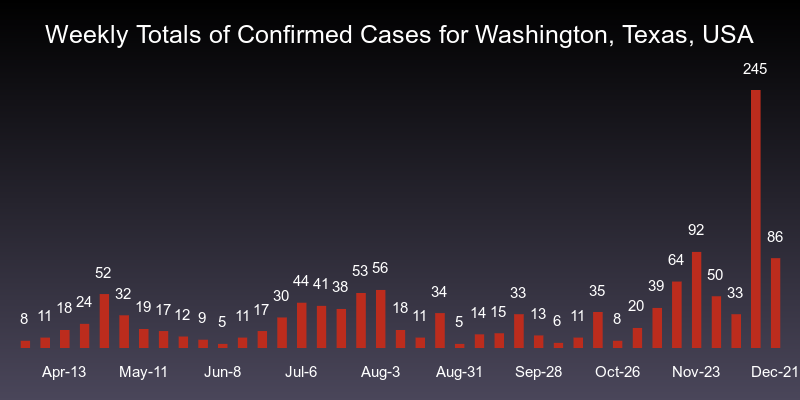 Weekly Totals of Confirmed Cases for Washington, Texas, USA
245
92
86
64
52 53 56 50
44 41 38 39
32 30 34 33 35 33
8 11 18 24 19 17 12 9 5 11 17 18 11 5 14 15 13 6 11 8 20
Apr-13 May-11 Jun-8 Jul-6 Aug-3 Aug-31 Sep-28 Oct-26 Nov-23 Dec-21